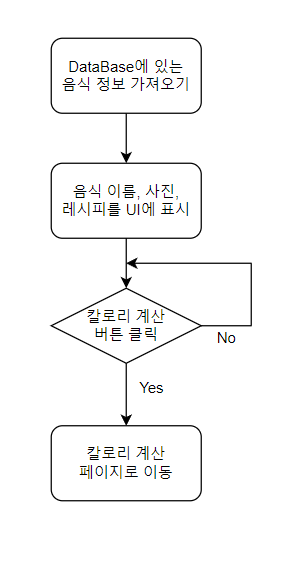 DataBase에 있는
음식 정보 가져오기
음식 이름, 사진,
레시피를 UI에 표시
칼로리 계산
버튼 클릭
No
Yes
칼로리 계산
페이지로 이동